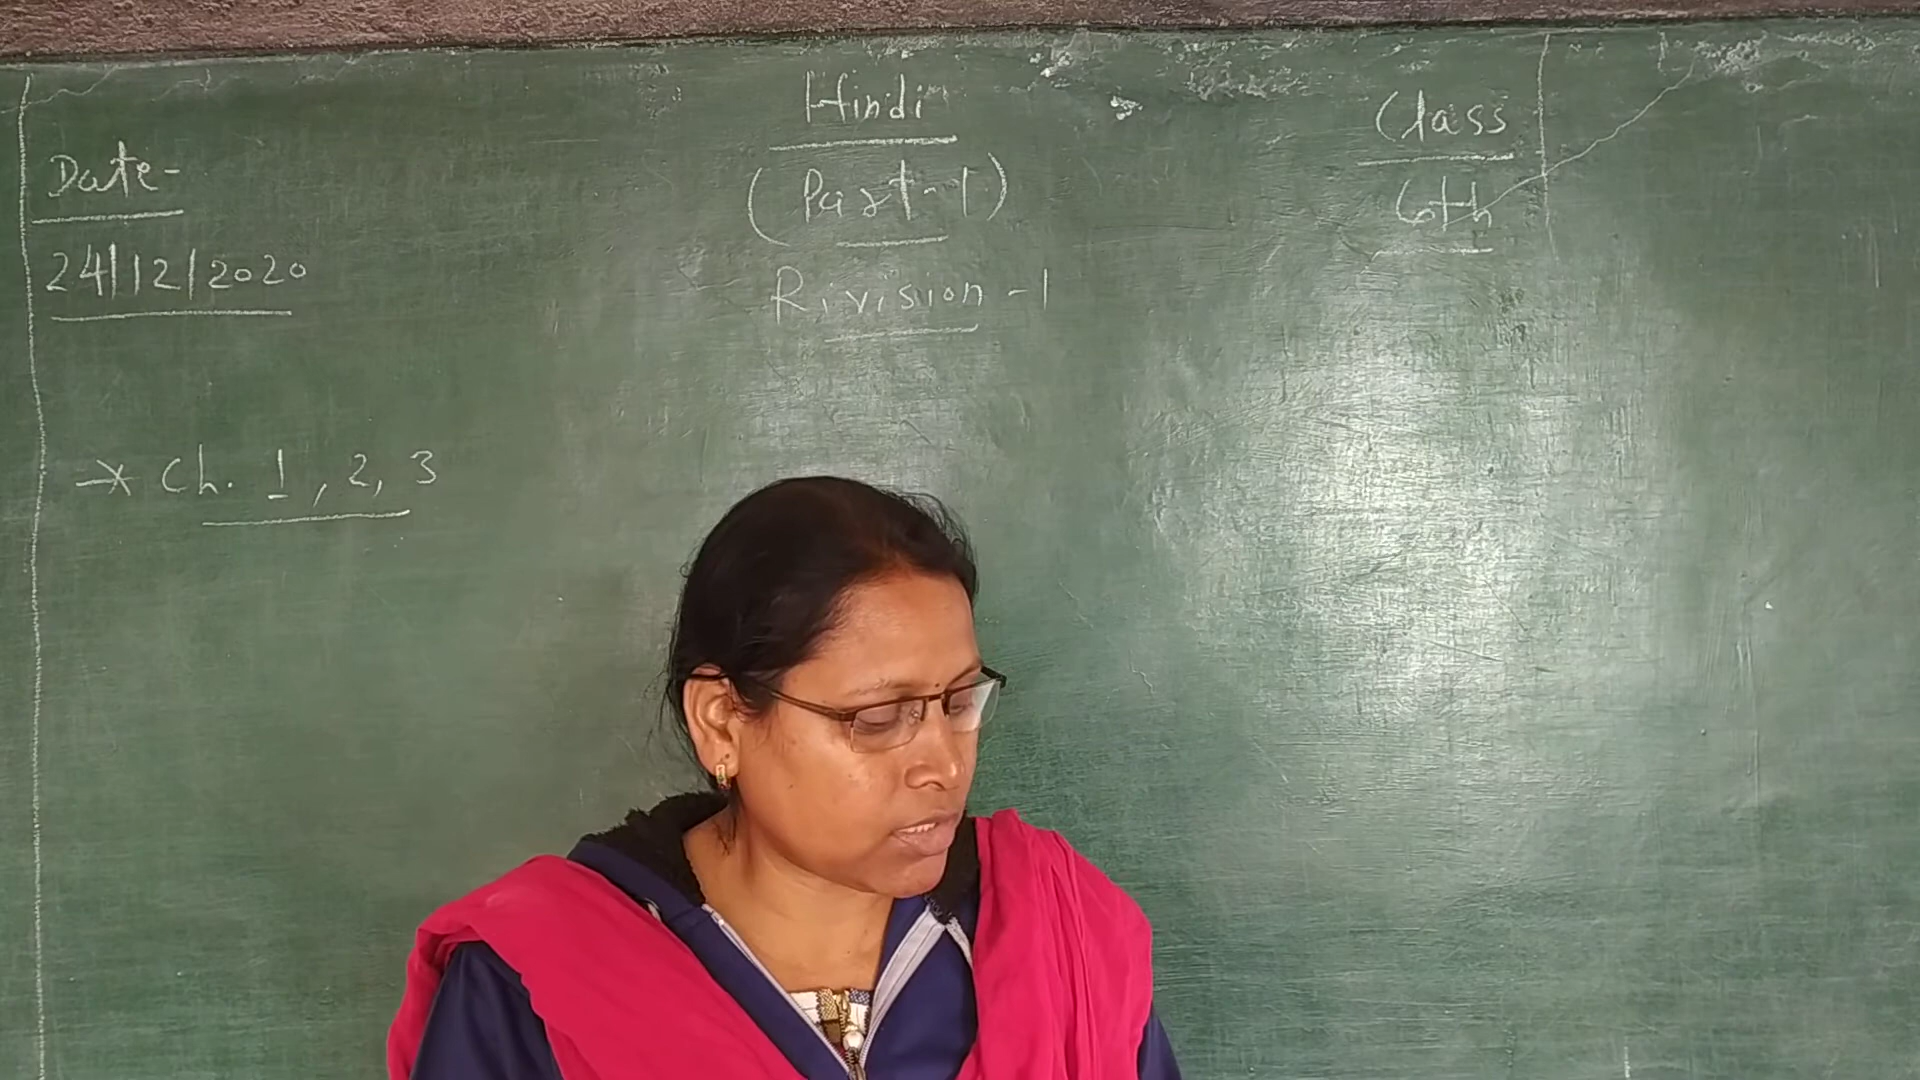 Hindi
Class
Date-
(Part-1)
6th
24/12/2020
Rivision -1
Ch. 1, 2, 3